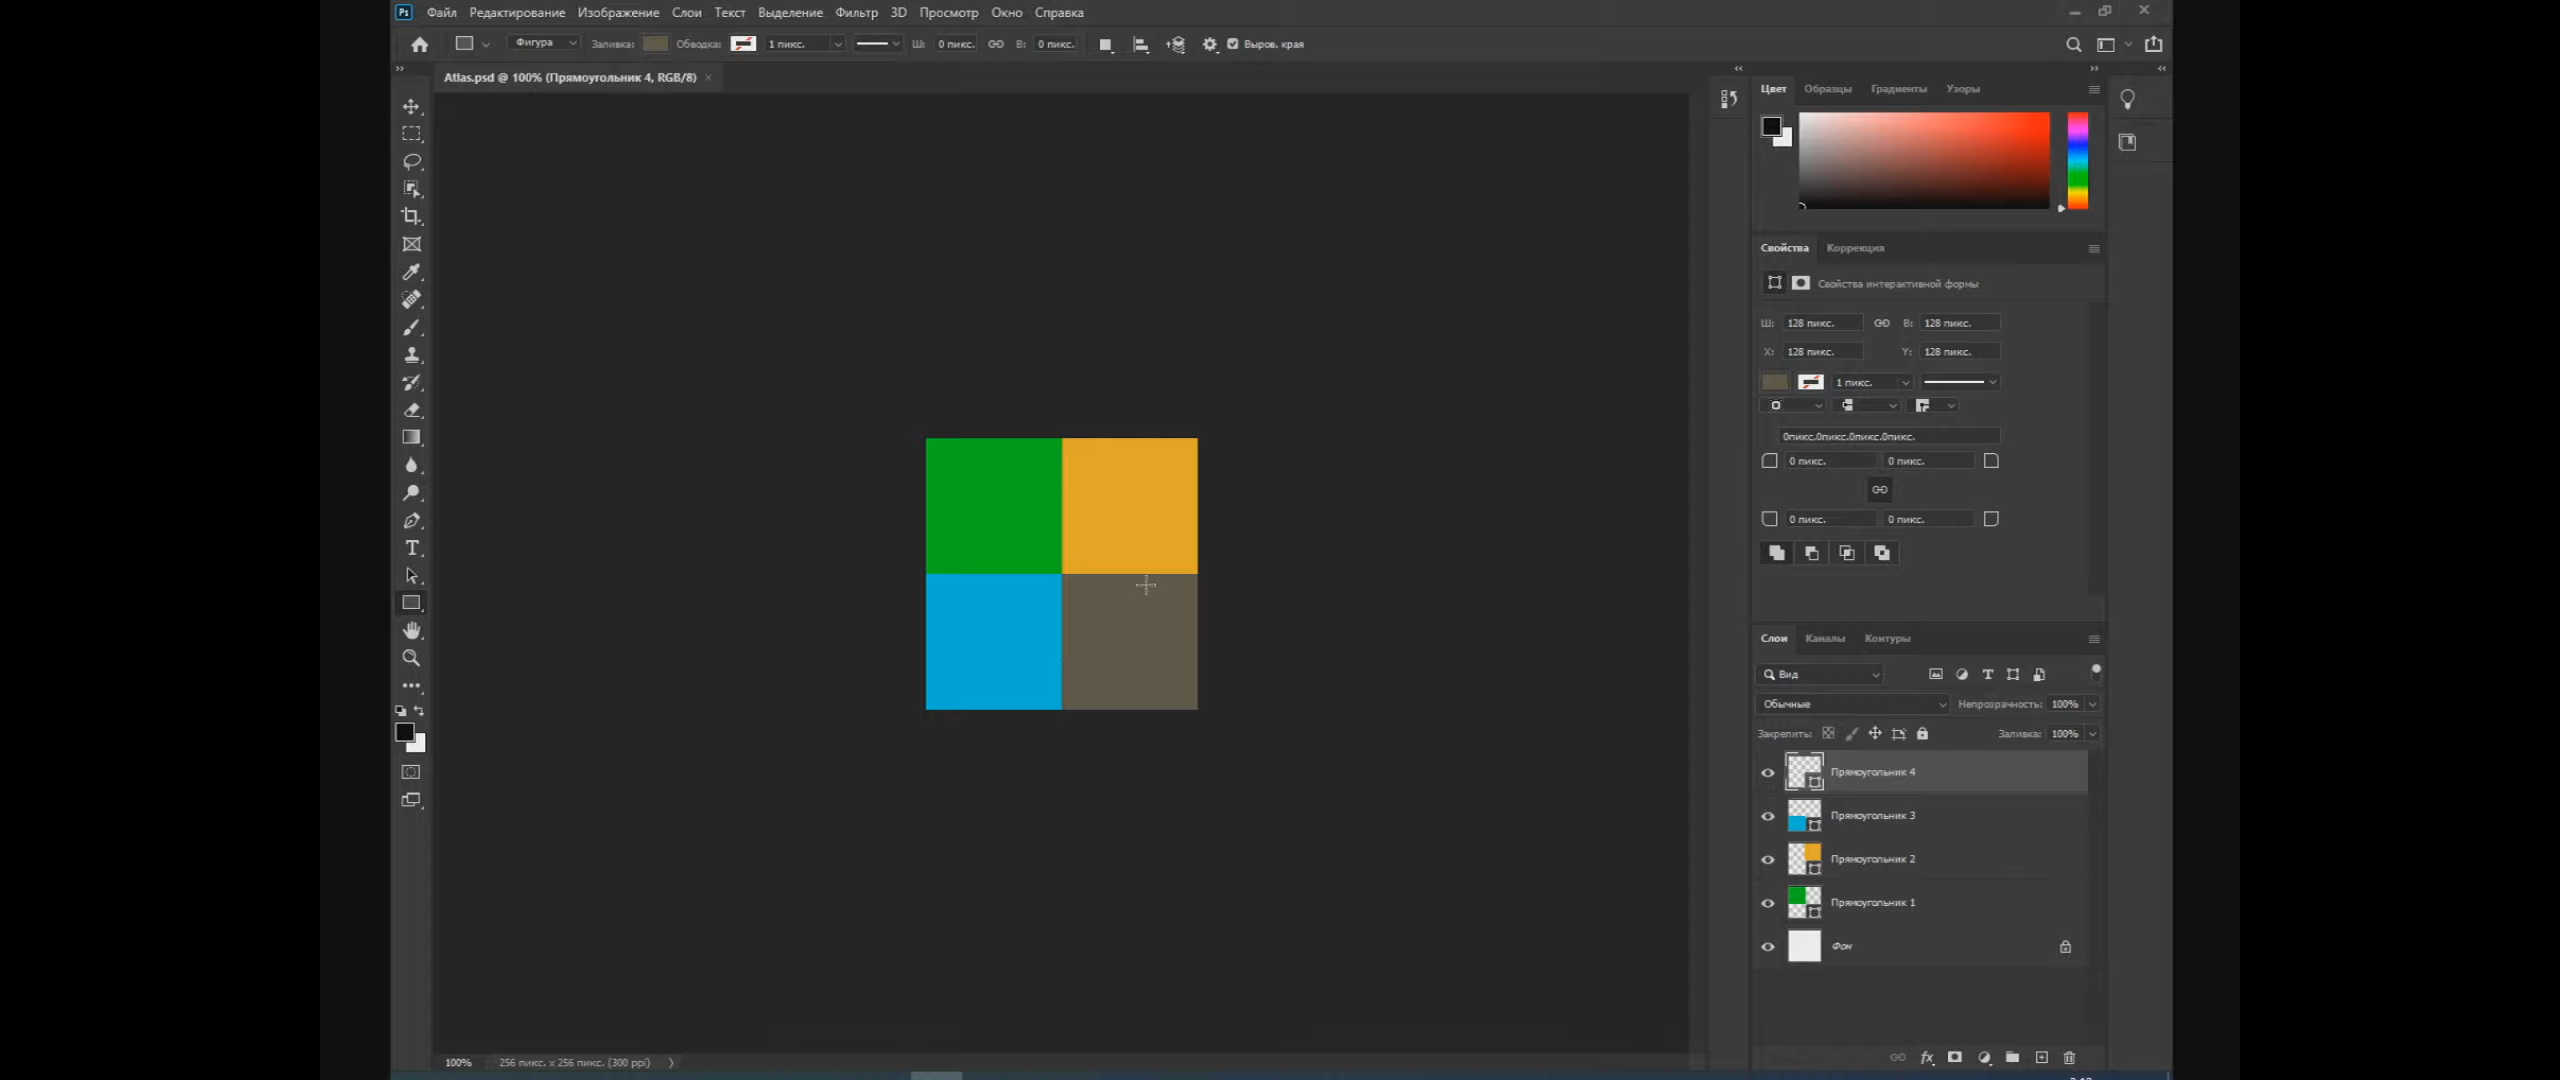 Ps Файл Редактирование Изображение Слои Текст Выделение Фильтр 3D Просмотр Окно Справка
Фигура Заливка: Обводка: 1 пикс. Ш: 0 пикс. В: 0 пикс. Выров. края
Atlas.psd @ 100% (Прямоугольник 4, RGB/8) ×
Цвет Образцы Градиенты Узоры
Свойства Коррекция
Свойства интерактивной формы
Ш: 128 пикс. В: 128 пикс.
X: 128 пикс. Y: 128 пикс.
1 пикс.
0пикс.0пикс.0пикс.0пикс.
0 пикс. 0 пикс.
0 пикс. 0 пикс.
Слои Каналы Контуры
Вид
Обычные Непрозрачность: 100%
Закрепить: Заливка: 100%
Прямоугольник 4
Прямоугольник 3
Прямоугольник 2
Прямоугольник 1
Фон
fx
100% 256 пикс. x 256 пикс. (300 ppi)